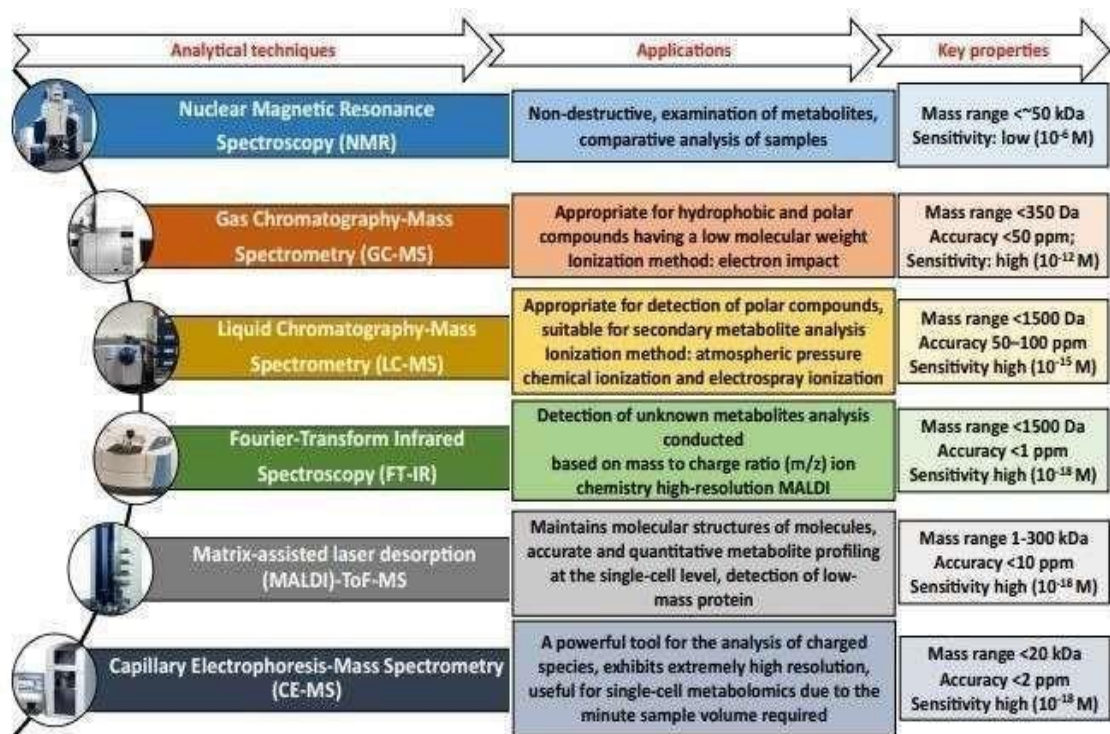 Analytical techniques
Applications
Key properties
Nuclear Magnetic Resonance
Spectroscopy (NMR)
Non-destructive, examination of metabolites,
comparative analysis of samples
Mass range <~50 kDa
Sensitivity: low (10⁻⁶ M)
Gas Chromatography-Mass
Spectrometry (GC-MS)
Appropriate for hydrophobic and polar
compounds having a low molecular weight
Ionization method: electron impact
Mass range <350 Da
Accuracy <50 ppm;
Sensitivity: high (10⁻¹² M)
Liquid Chromatography-Mass
Spectrometry (LC-MS)
Appropriate for detection of polar compounds,
suitable for secondary metabolite analysis
Ionization method: atmospheric pressure
chemical ionization and electrospray ionization
Mass range <1500 Da
Accuracy 50–100 ppm
Sensitivity high (10⁻¹⁵ M)
Fourier-Transform Infrared
Spectroscopy (FT-IR)
Detection of unknown metabolites analysis
conducted
based on mass to charge ratio (m/z) ion
chemistry high-resolution MALDI
Mass range <1500 Da
Accuracy <1 ppm
Sensitivity high (10⁻¹⁸ M)
Matrix-assisted laser desorption
(MALDI)-ToF-MS
Maintains molecular structures of molecules,
accurate and quantitative metabolite profiling
at the single-cell level, detection of low-
mass protein
Mass range 1-300 kDa
Accuracy <10 ppm
Sensitivity high (10⁻¹⁸ M)
Capillary Electrophoresis-Mass Spectrometry
(CE-MS)
A powerful tool for the analysis of charged
species, exhibits extremely high resolution,
useful for single-cell metabolomics due to the
minute sample volume required
Mass range <20 kDa
Accuracy <2 ppm
Sensitivity high (10⁻¹⁸ M)